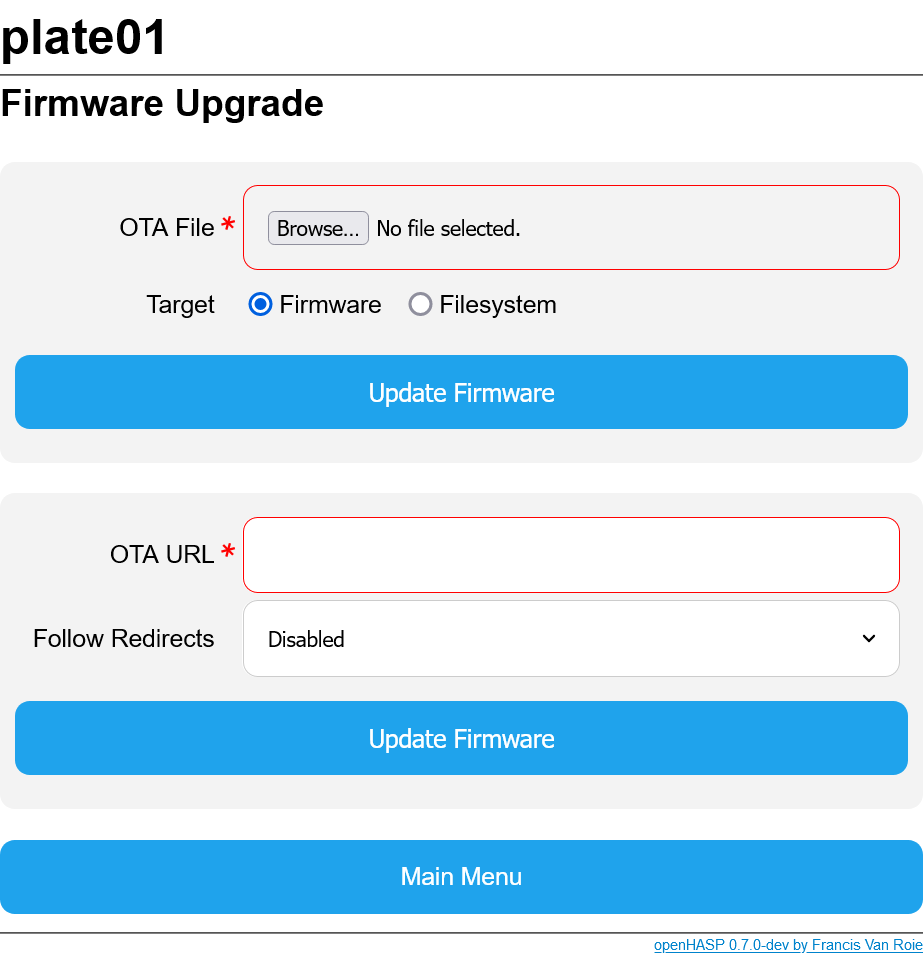 plate01
Firmware Upgrade
OTA File * Browse... No file selected.
Target Firmware Filesystem
Update Firmware
OTA URL *
Follow Redirects Disabled
Update Firmware
Main Menu
openHASP 0.7.0-dev by Francis Van Roie